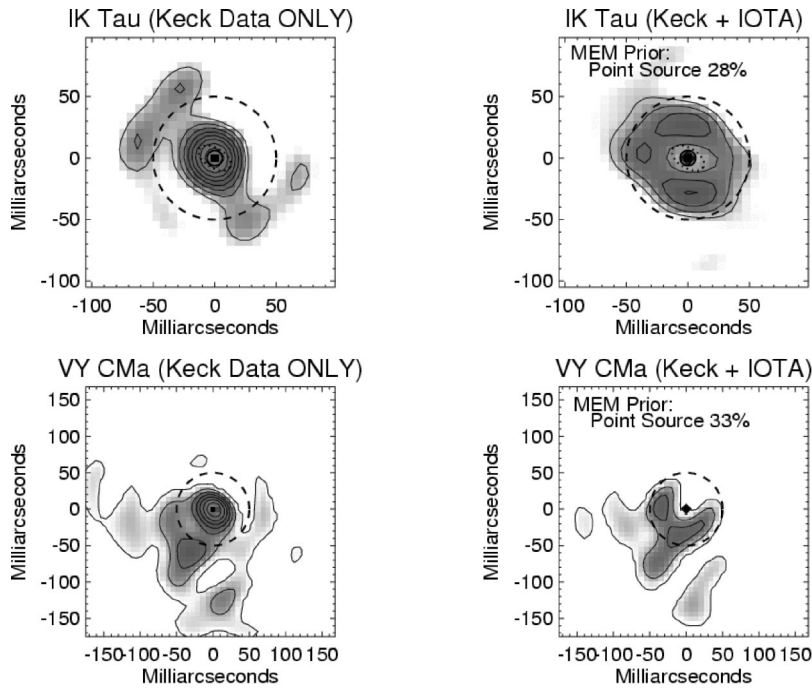 IK Tau (Keck Data ONLY)
IK Tau (Keck + IOTA)
MEM Prior:
Point Source 28%
Milliarcseconds
50
0
-50
-100
-100 -50 0 50
Milliarcseconds
Milliarcseconds
50
0
-50
-100
-100 -50 0 50
Milliarcseconds
VY CMa (Keck Data ONLY)
VY CMa (Keck + IOTA)
MEM Prior:
Point Source 33%
Milliarcseconds
150
100
50
0
-50
-100
-150
-150-100-50 0 50 100 150
Milliarcseconds
Milliarcseconds
150
100
50
0
-50
-100
-150
-150-100-50 0 50 100 150
Milliarcseconds